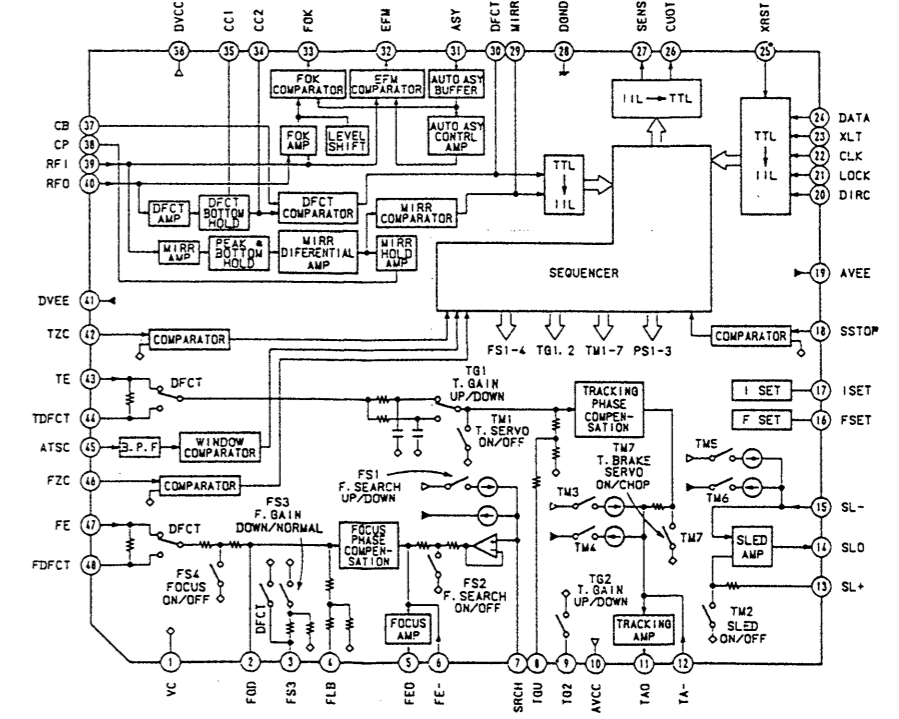 DVCC
CC1
CC2
FOK
EFM
ASY
DFCT
MIRR
DGND
SENS
CUOT
XRST
36
35
34
33
32
31
30
29
28
27
26
25
FOK
COMPARATOR
EFM
COMPARATOR
AUTO ASY
BUFFER
IIL → TTL
CB
37
CP
38
RFI
39
RFO
40
FOK
AMP
LEVEL
SHIFT
AUTO ASY
CONTRL
AMP
TTL
↓
IIL
TTL
↓
IIL
24
DATA
23
XLT
22
CLK
21
LOCK
20
DIRC
DFCT
AMP
DFCT
BOTTOM
HOLD
DFCT
COMPARATOR
MIRR
COMPARATOR
MIRR
AMP
PEAK &
BOTTOM
HOLD
MIRR
DIFERENTIAL
AMP
MIRR
HOLD
AMP
SEQUENCER
19
AVEE
DVEE
41
TZC
42
COMPARATOR
FS1-4
TG1. 2
TM1-7
PS1-3
COMPARATOR
18
SSTOP
TE
43
DFCT
TDFCT
44
TG1
T. GAIN
UP/DOWN
TM1
T. SERVO
ON/OFF
TRACKING
PHASE
COMPEN-
SATION
I SET
17
ISET
F SET
16
FSET
ATSC
45
B.P.F
WINDOW
COMPARATOR
FZC
46
COMPARATOR
FS1
F. SEARCH
UP/DOWN
TM7
T. BRAKE
SERVO
ON/CHOP
TM3
TM4
TM7
TM5
TM6
15
SL-
FE
47
DFCT
FDFCT
48
FS3
F. GAIN
DOWN/NORMAL
FOCUS
PHASE
COMPEN-
SATION
SLED
AMP
14
SLO
13
SL+
FS4
FOCUS
ON/OFF
DFCT
FS2
F. SEARCH
ON/OFF
TG2
T. GAIN
UP/DOWN
TM2
SLED
ON/OFF
FOCUS
AMP
TRACKING
AMP
1
2
3
4
5
6
7
8
9
10
11
12
VC
FGD
FS3
FLB
FEO
FE-
SRCH
TGU
TG2
AVCC
TAO
TA-